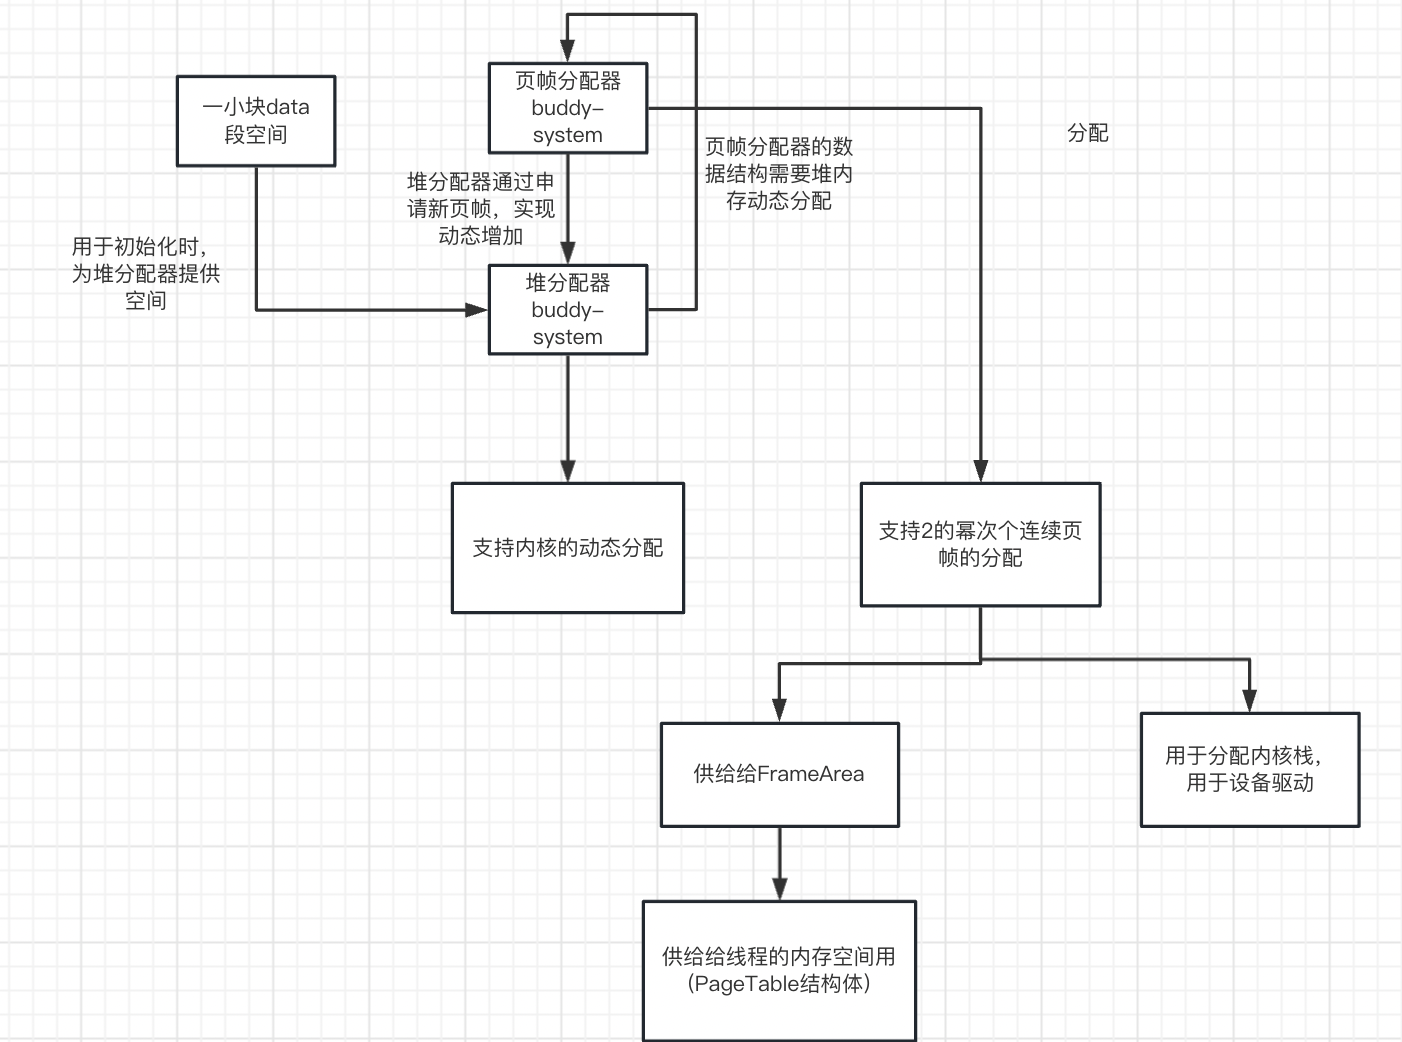 页帧分配器
buddy–
system
一小块data
段空间
分配
页帧分配器的数
据结构需要堆内
存动态分配
堆分配器通过申
请新页帧，实现
动态增加
用于初始化时，
为堆分配器提供
空间
堆分配器
buddy–
system
支持内核的动态分配
支持2的幂次个连续页
帧的分配
供给给FrameArea
用于分配内核栈，
用于设备驱动
供给给线程的内存空间用
（PageTable结构体）